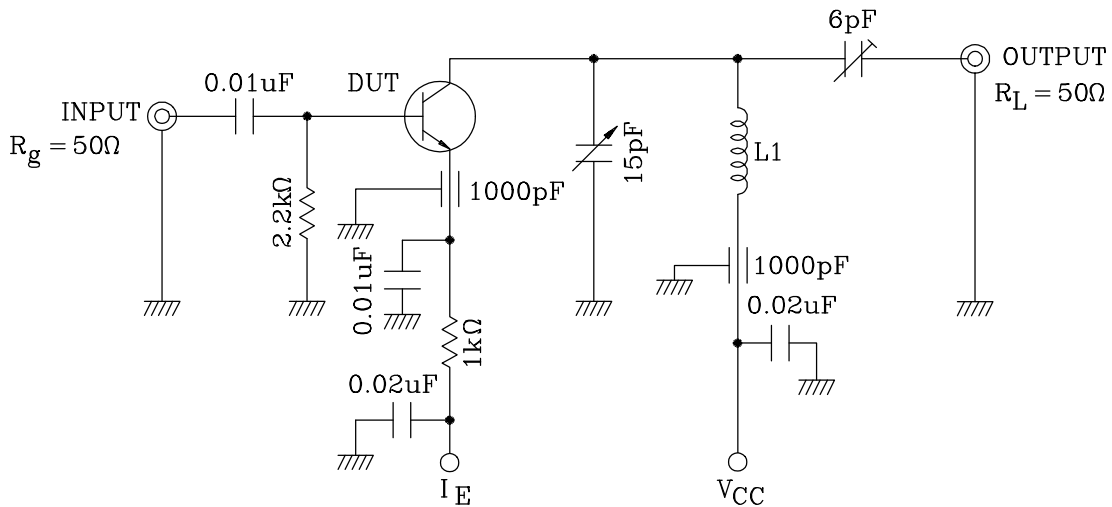 6pF
OUTPUT
R_L = 50Ω
0.01uF
DUT
INPUT
R_g = 50Ω
2.2kΩ
1000pF
15pF
L1
0.01uF
1kΩ
1000pF
0.02uF
0.02uF
I_E
V_CC